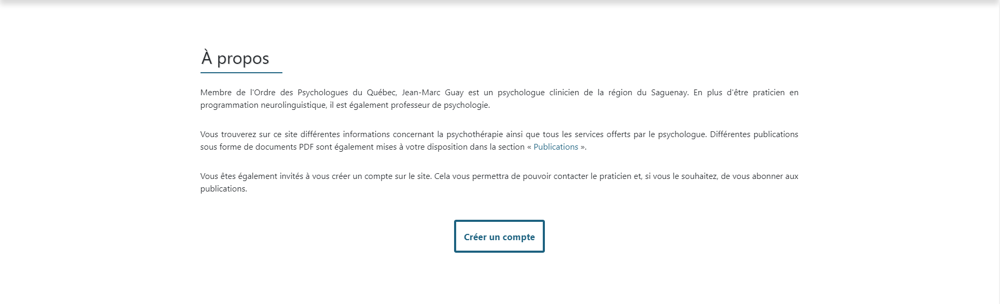 À propos
Membre de l'Ordre des Psychologues du Québec, Jean-Marc Guay est un psychologue clinicien de la région du Saguenay. En plus d'être praticien en
programmation neurolinguistique, il est également professeur de psychologie.
Vous trouverez sur ce site différentes informations concernant la psychothérapie ainsi que tous les services offerts par le psychologue. Différentes publications
sous forme de documents PDF sont également mises à votre disposition dans la section « Publications ».
Vous êtes également invités à vous créer un compte sur le site. Cela vous permettra de pouvoir contacter le praticien et, si vous le souhaitez, de vous abonner aux
publications.
Créer un compte